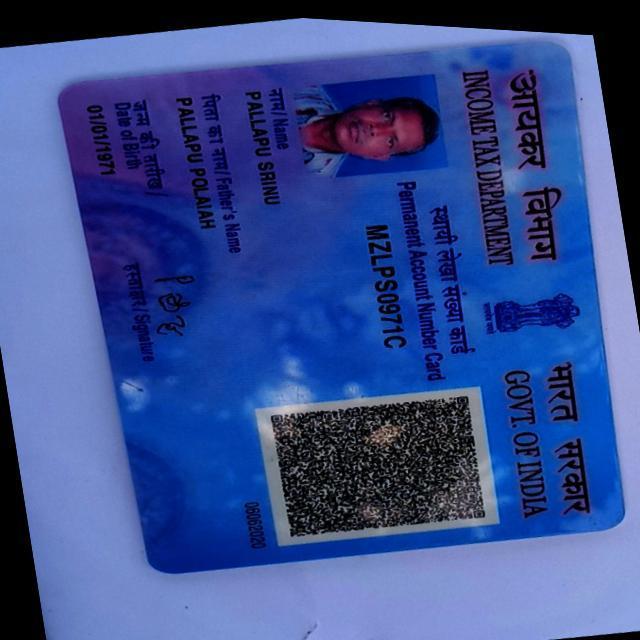 आयकर विभाग
INCOME TAX DEPARTMENT
भारत सरकार
GOVT. OF INDIA
स्थायी लेखा संख्या कार्ड
Permanent Account Number Card
MZLPS0971C
नाम / Name
PALLAPU SRINU
पिता का नाम / Father's Name
PALLAPU POLAIAH
जन्म की तारीख /
Date of Birth
01/01/1971
हस्ताक्षर / Signature